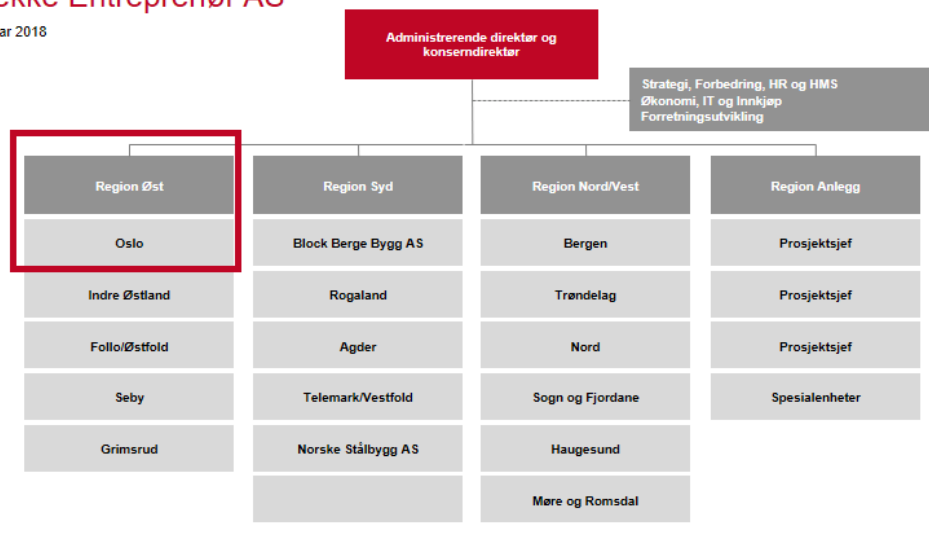 Entreprenør AS
2018
Administrerende direktør og
konserndirektør
Strategi, Forbedring, HR og HMS
Økonomi, IT og Innkjøp
Forretningsutvikling
Region Øst
Region Syd
Region Nord/Vest
Region Anlegg
Oslo
Block Berge Bygg AS
Bergen
Prosjektsjef
Indre Østland
Rogaland
Trøndelag
Prosjektsjef
Follo/Østfold
Agder
Nord
Prosjektsjef
Seby
Telemark/Vestfold
Sogn og Fjordane
Spesialenheter
Grimsrud
Norske Stålbygg AS
Haugesund
Møre og Romsdal